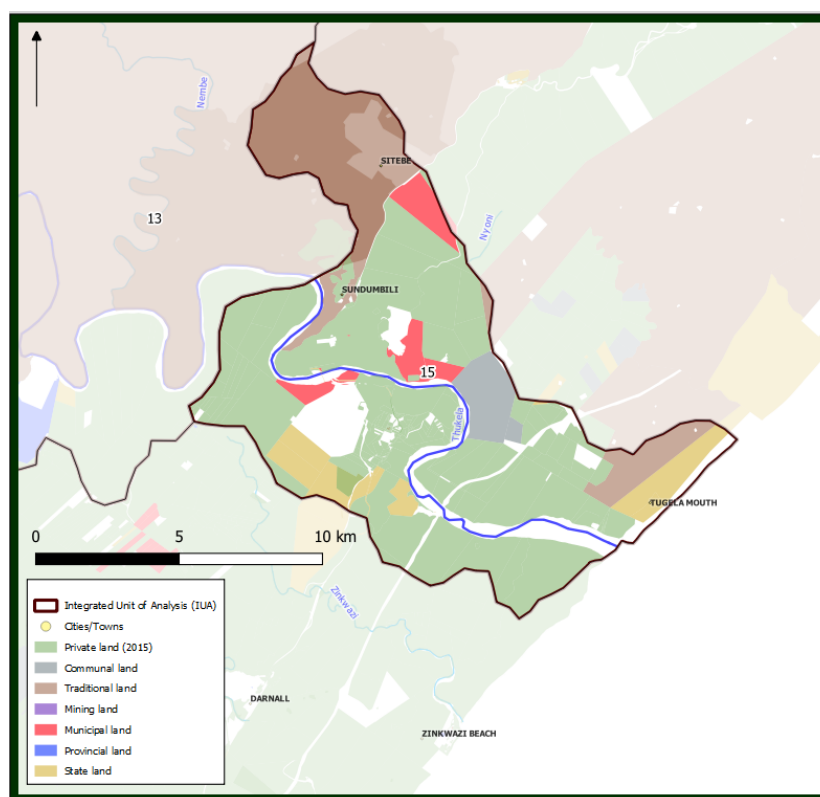 Nembe
SITEBE
13
Nyoni
SUNDUMBILI
15
Thukela
TUGELA MOUTH
0 5 10 km
Zinkwazi
Integrated Unit of Analysis (IUA)
Cities/Towns
Private land (2015)
Communal land
Traditional land
Mining land
Municipal land
Provincial land
State land
DARNALL
ZINKWAZI BEACH